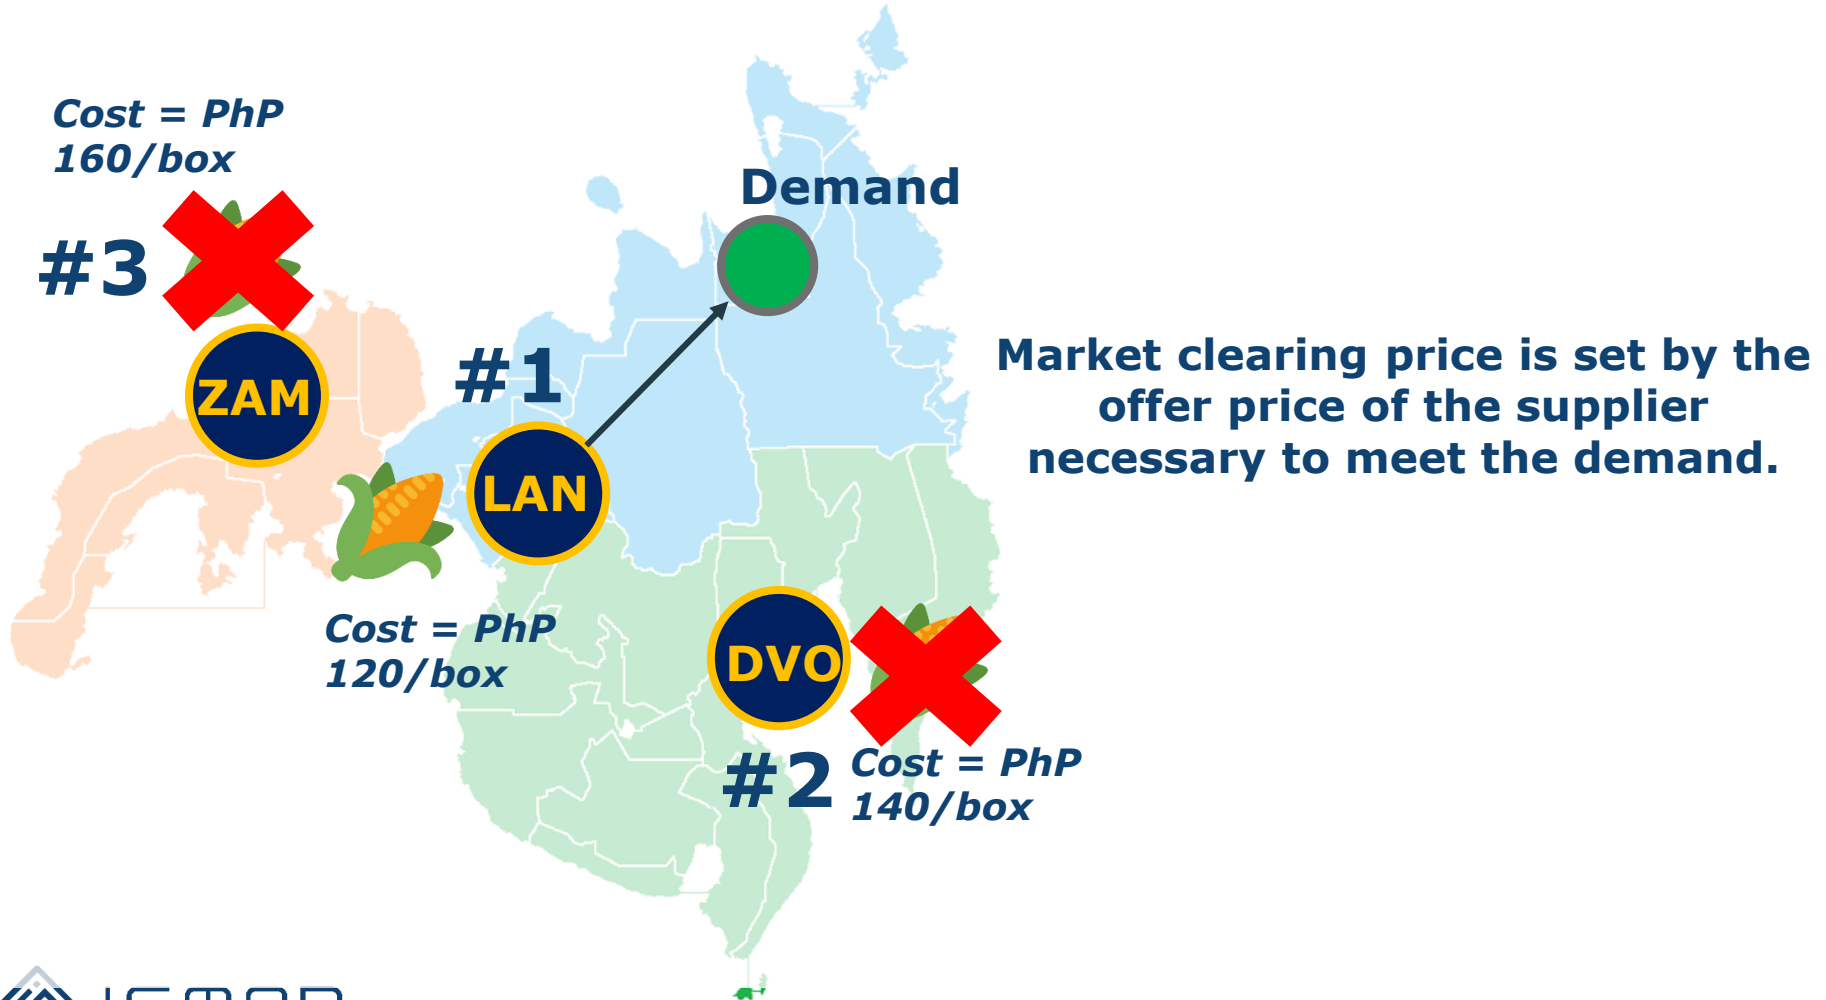 Cost = PhP
160/box
#3
ZAM
Demand
#1
LAN
Cost = PhP
120/box
Market clearing price is set by the
offer price of the supplier
necessary to meet the demand.
DVO
#2
Cost = PhP
140/box